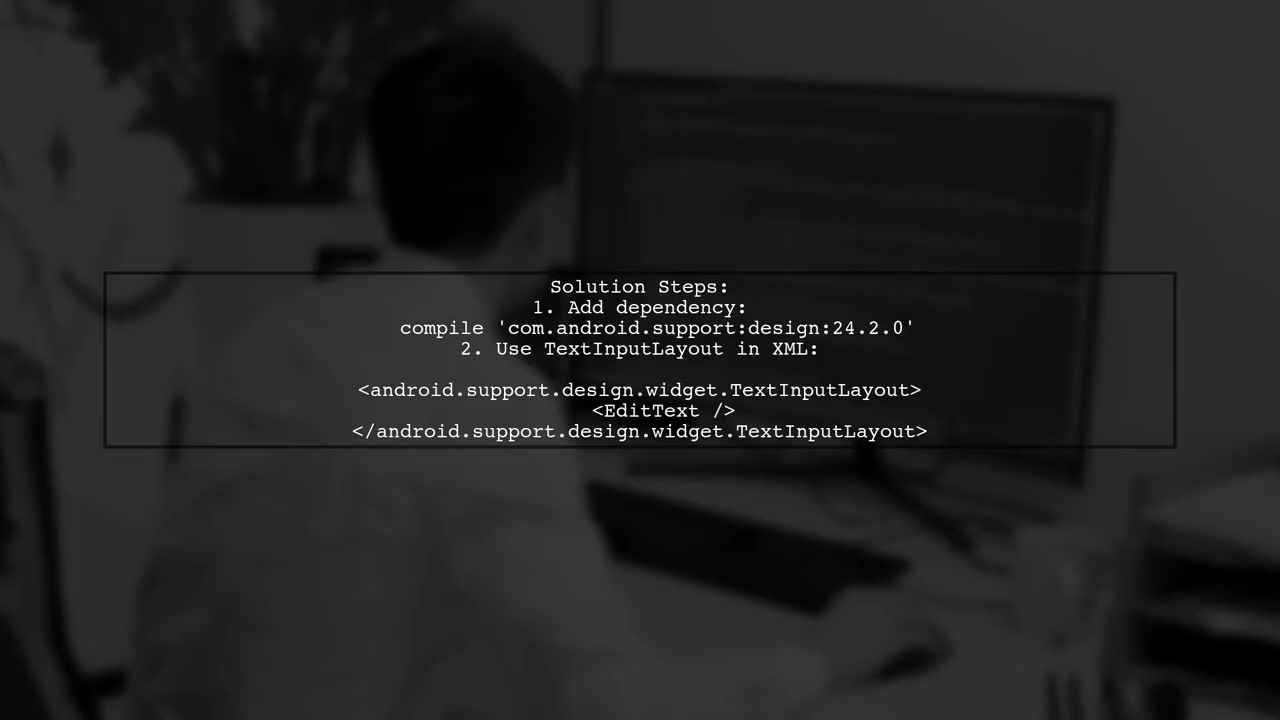 Solution Steps:
1. Add dependency:
compile 'com.android.support:design:24.2.0'
2. Use TextInputLayout in XML:
<android.support.design.widget.TextInputLayout>
<EditText />
</android.support.design.widget.TextInputLayout>